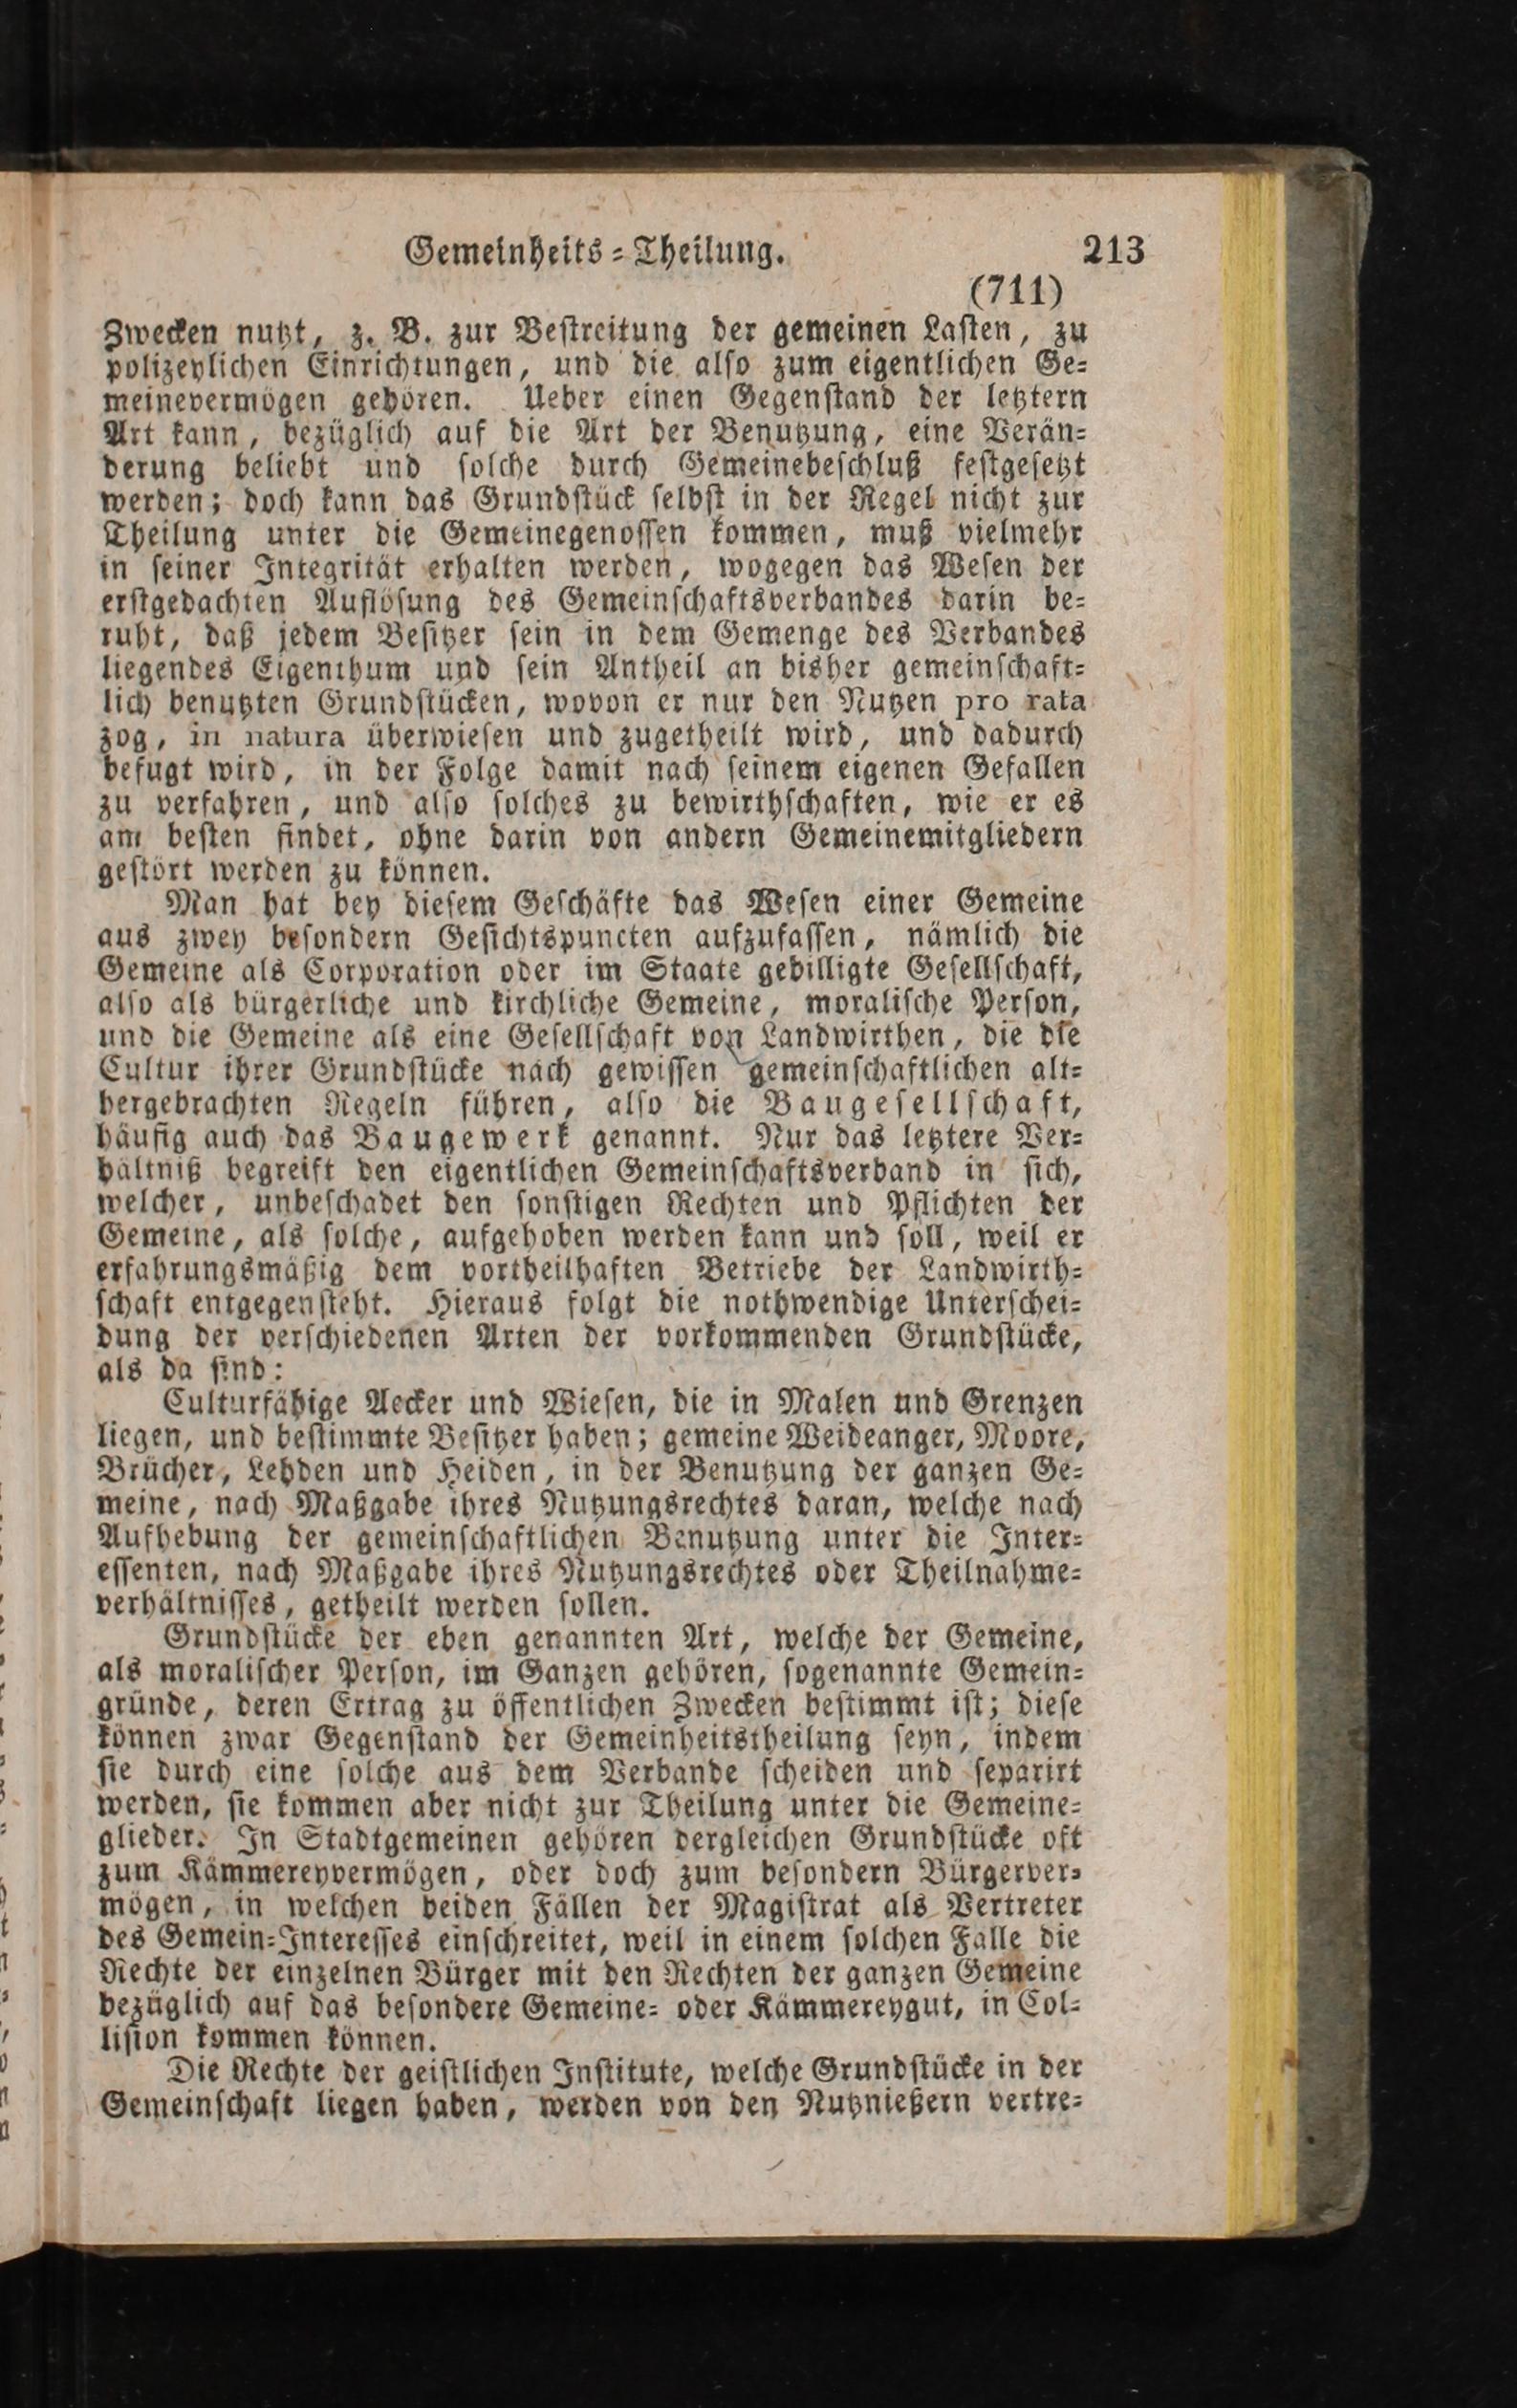 Gemeinheits-Theilung. 213
(711)
Zwecken nutzt, z. B. zur Bestreitung der gemeinen Lasten, zu
polizeylichen Einrichtungen, und die also zum eigentlichen Ge-
meinevermögen gehören. Ueber einen Gegenstand der letztern
Art kann, bezüglich auf die Art der Benutzung, eine Verän-
derung beliebt und solche durch Gemeinebeschluß festgesetzt
werden; doch kann das Grundstück selbst in der Regel nicht zur
Theilung unter die Gemeinegenossen kommen, muß vielmehr
in seiner Integrität erhalten werden, wogegen das Wesen der
erstgedachten Auflösung des Gemeinschaftsverbandes darin be-
ruht, daß jedem Besitzer sein in dem Gemenge des Verbandes
liegendes Eigenthum und sein Antheil an bisher gemeinschaft-
lich benutzten Grundstücken, wovon er nur den Nutzen pro rata
zog, in natura überwiesen und zugetheilt wird, und dadurch
befugt wird, in der Folge damit nach seinem eigenen Gefallen
zu verfahren, und also solches zu bewirthschaften, wie er es
am besten findet, ohne darin von andern Gemeinemitgliedern
gestört werden zu können.
Man hat bey diesem Geschäfte das Wesen einer Gemeine
aus zwey besondern Gesichtspuncten aufzufassen, nämlich die
Gemeine als Corporation oder im Staate gebilligte Gesellschaft,
also als bürgerliche und kirchliche Gemeine, moralische Person,
und die Gemeine als eine Gesellschaft von Landwirthen, die die
Cultur ihrer Grundstücke nach gewissen gemeinschaftlichen alt-
hergebrachten Regeln führen, also die Baugesellschaft,
häufig auch das Baugewerk genannt. Nur das letztere Ver-
hältniß begreift den eigentlichen Gemeinschaftsverband in sich,
welcher, unbeschadet den sonstigen Rechten und Pflichten der
Gemeine, als solche, aufgehoben werden kann und soll, weil er
erfahrungsmäßig dem vortheilhaften Betriebe der Landwirth-
schaft entgegensteht. Hieraus folgt die nothwendige Unterschei-
dung der verschiedenen Arten der vorkommenden Grundstücke,
als da sind:
Culturfähige Aecker und Wiesen, die in Malen und Grenzen
liegen, und bestimmte Besitzer haben; gemeine Weideanger, Moore,
Brücher, Lehden und Heiden, in der Benutzung der ganzen Ge-
meine, nach Maßgabe ihres Nutzungsrechtes daran, welche nach
Aufhebung der gemeinschaftlichen Benutzung unter die Inter-
essenten, nach Maßgabe ihres Nutzungsrechtes oder Theilnahme-
verhältnisses, getheilt werden sollen.
Grundstücke der eben genannten Art, welche der Gemeine,
als moralischer Person, im Ganzen gehören, sogenannte Gemein-
gründe, deren Ertrag zu öffentlichen Zwecken bestimmt ist; diese
können zwar Gegenstand der Gemeinheitstheilung seyn, indem
sie durch eine solche aus dem Verbande scheiden und separirt
werden, sie kommen aber nicht zur Theilung unter die Gemeine-
glieder. In Stadtgemeinen gehören dergleichen Grundstücke oft
zum Kämmereyvermögen, oder doch zum besondern Bürgerver-
mögen, in welchen beiden Fällen der Magistrat als Vertreter
des Gemein-Interesses einschreitet, weil in einem solchen Falle die
Rechte der einzelnen Bürger mit den Rechten der ganzen Gemeine
bezüglich auf das besondere Gemeine- oder Kämmereygut, in Col-
lision kommen können.
Die Rechte der geistlichen Institute, welche Grundstücke in der
Gemeinschaft liegen haben, werden von den Nutznießern vertre-